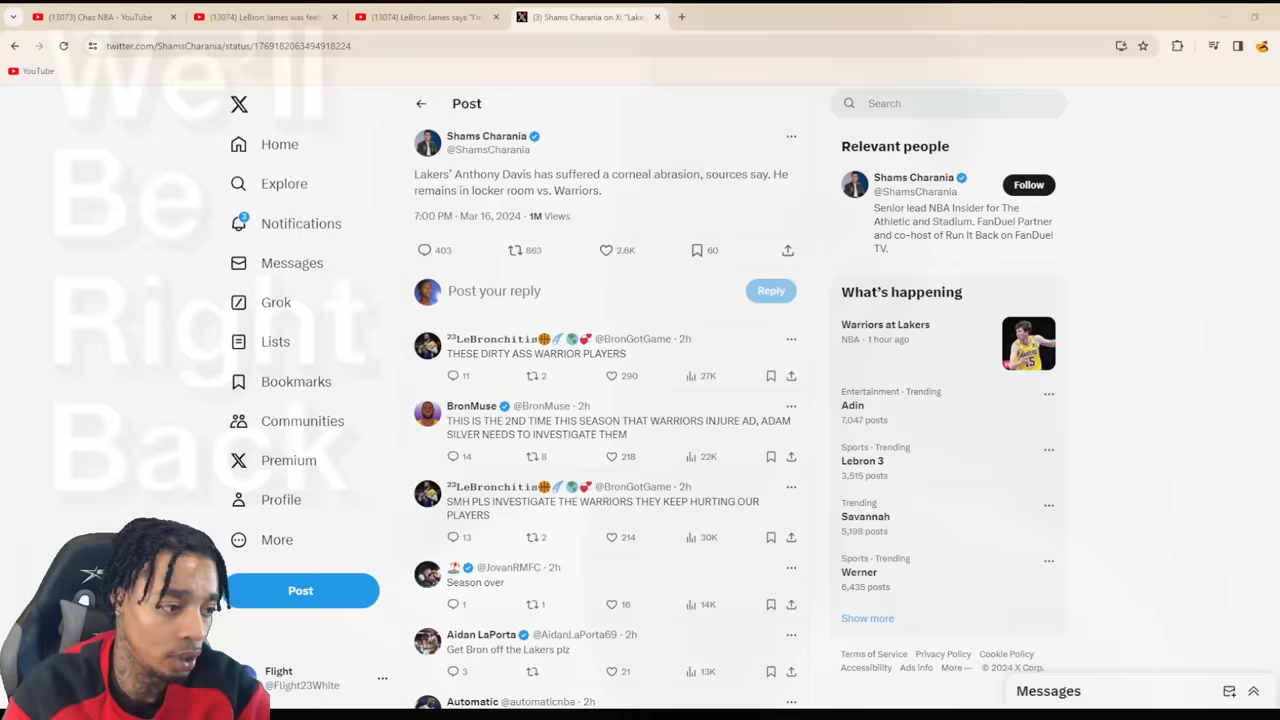 (13073) Chaz NBA - YouTube
(13074) LeBron James was feel
(13074) LeBron James says "I'm
(3) Shams Charania on X: "Lake
twitter.com/ShamsCharania/status/1769182063494918224
YouTube
We'll
Be
Right
Back
Home
Explore
3
Notifications
Messages
Grok
Lists
Bookmarks
Communities
Premium
Profile
More
Post
Flight
@Flight23White
Post
Shams Charania
@ShamsCharania
Lakers' Anthony Davis has suffered a corneal abrasion, sources say. He
remains in locker room vs. Warriors.
7:00 PM · Mar 16, 2024 · 1M Views
403 863 2.6K 60
Post your reply
Reply
²³LeBronchitis🏀🚀🌎💞 @BronGotGame · 2h
THESE DIRTY ASS WARRIOR PLAYERS
11 2 290 27K
BronMuse @BronMuse · 2h
THIS IS THE 2ND TIME THIS SEASON THAT WARRIORS INJURE AD, ADAM
SILVER NEEDS TO INVESTIGATE THEM
14 8 218 22K
²³LeBronchitis🏀🚀🌎💞 @BronGotGame · 2h
SMH PLS INVESTIGATE THE WARRIORS THEY KEEP HURTING OUR
PLAYERS
13 2 214 30K
🏖️ @JovanRMFC · 2h
Season over
1 1 16 14K
Aidan LaPorta @AidanLaPorta69 · 2h
Get Bron off the Lakers plz
3 21 13K
Automatic @automaticnba · 2h
Search
Relevant people
Shams Charania
@ShamsCharania
Follow
Senior lead NBA Insider for The
Athletic and Stadium. FanDuel Partner
and co-host of Run It Back on FanDuel
TV.
What's happening
Warriors at Lakers
NBA · 1 hour ago
Entertainment · Trending
Adin
7,047 posts
Sports · Trending
Lebron 3
3,515 posts
Trending
Savannah
5,198 posts
Sports · Trending
Werner
6,435 posts
Show more
Terms of Service Privacy Policy Cookie Policy
Accessibility Ads info More ··· © 2024 X Corp.
Messages